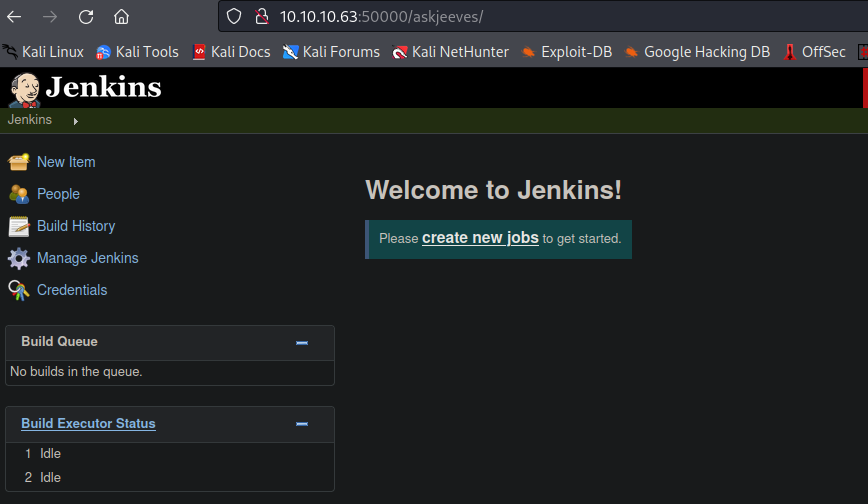 10.10.10.63:50000/askjeeves/
Kali Linux Kali Tools Kali Docs Kali Forums Kali NetHunter Exploit-DB Google Hacking DB OffSec
Jenkins
Jenkins
New Item
People
Build History
Manage Jenkins
Credentials
Build Queue
No builds in the queue.
Build Executor Status
1 Idle
2 Idle
Welcome to Jenkins!
Please create new jobs to get started.